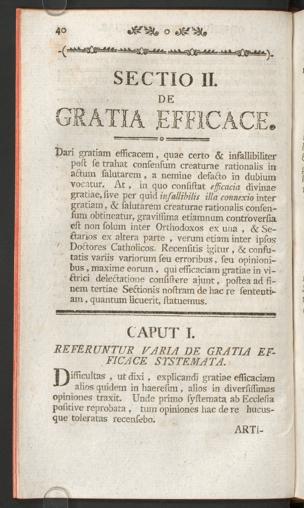 40
SECTIO II.
DE
GRATIA EFFICACE.
Dari gratiam efficacem, quae certo & infallibiliter
post se trahat consensum creaturae rationalis in
actum salutarem, a nemine defacto in dubium
vocatur. At, in quo consistat efficacia divinae
gratiae, sive per quid infallibilis illa connexio inter
gratiam, & salutarem creaturae rationalis consen-
sum obtineatur, gravissima etiamnum controversia
est non solum inter Orthodoxos ex una, & Se-
ctarios ex altera parte, verum etiam inter ipsos
Doctores Catholicos. Recensitis igitur, & confu-
tatis variis variorum seu erroribus, seu opinioni-
bus, maxime eorum, qui efficaciam gratiae in vi-
ctrici delectatione consistere ajunt, postea ad fi-
nem tertiae Sectionis nostram de hac re sententi-
am, quantum licuerit, statuemus.
CAPUT I.
REFERUNTUR VARIA DE GRATIA EF-
FICACE SYSTEMATA.
Difficultas, ut dixi, explicandi gratiae efficaciam
alios quidem in haeresim, alios in diversissimas
opiniones traxit. Unde primo systemata ab Ecclesia
positive reprobata, tum opiniones hac de re hucus-
que toleratas recensebo.
ARTI-